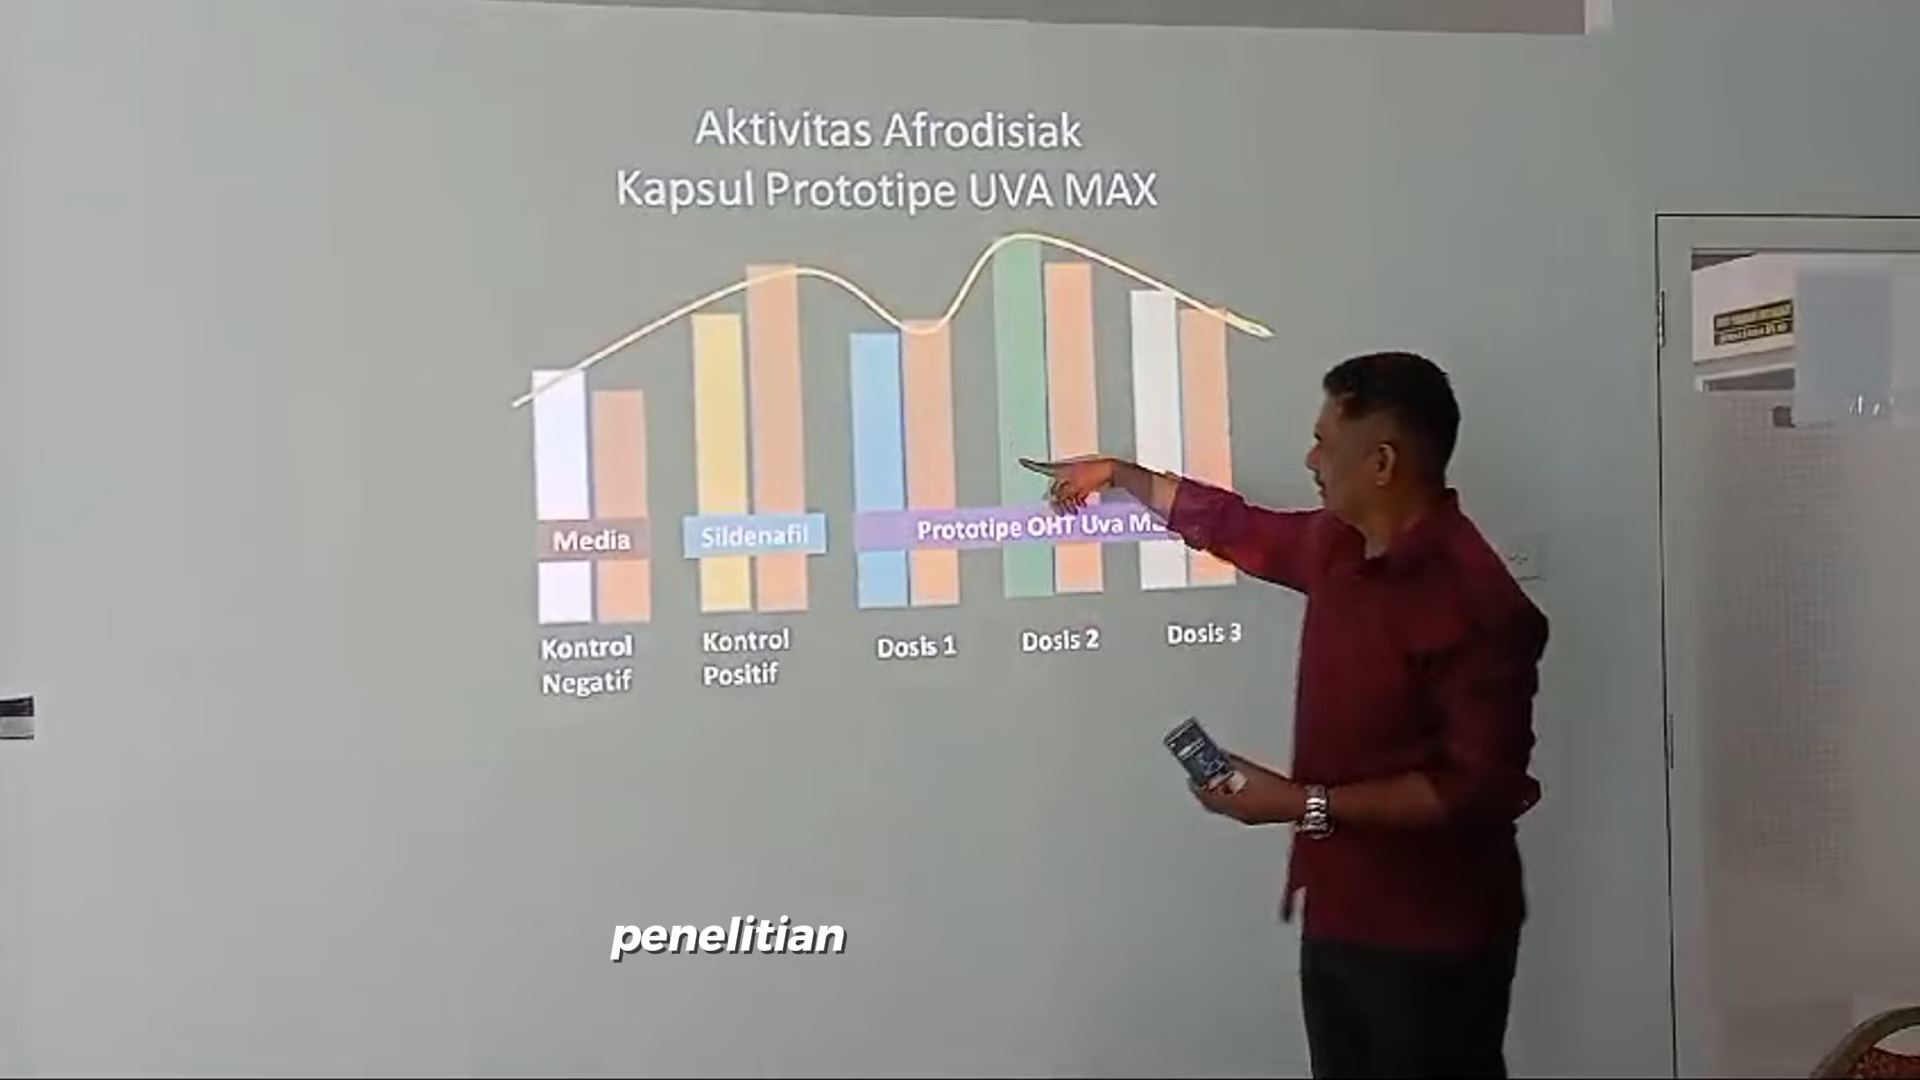 Aktivitas Afrodisiak
Kapsul Prototipe UVA MAX
Media
Sildenafil
Prototipe OHT Uva
Kontrol
Negatif
Kontrol
Positif
Dosis 1
Dosis 2
Dosis 3
penelitian